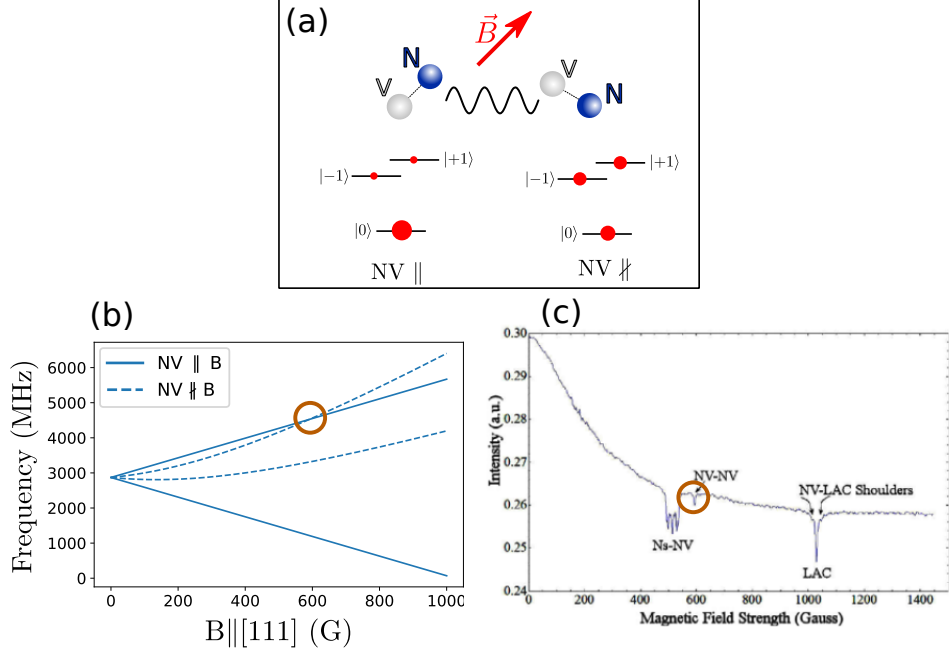 (a)
B
N
V
V
N
|−1⟩
|+1⟩
|0⟩
NV ∥
|−1⟩
|+1⟩
|0⟩
NV ∦
(b)
NV ∥ B
NV ∦ B
Frequency (MHz)
6000
5000
4000
3000
2000
1000
0
0 200 400 600 800 1000
B∥[111] (G)
(c)
Intensity (a.u.)
0.30
0.29
0.28
0.27
0.26
0.25
0.24
NV-NV
Ns-NV
NV-LAC Shoulders
LAC
0 200 400 600 800 1000 1200 1400
Magnetic Field Strength (Gauss)